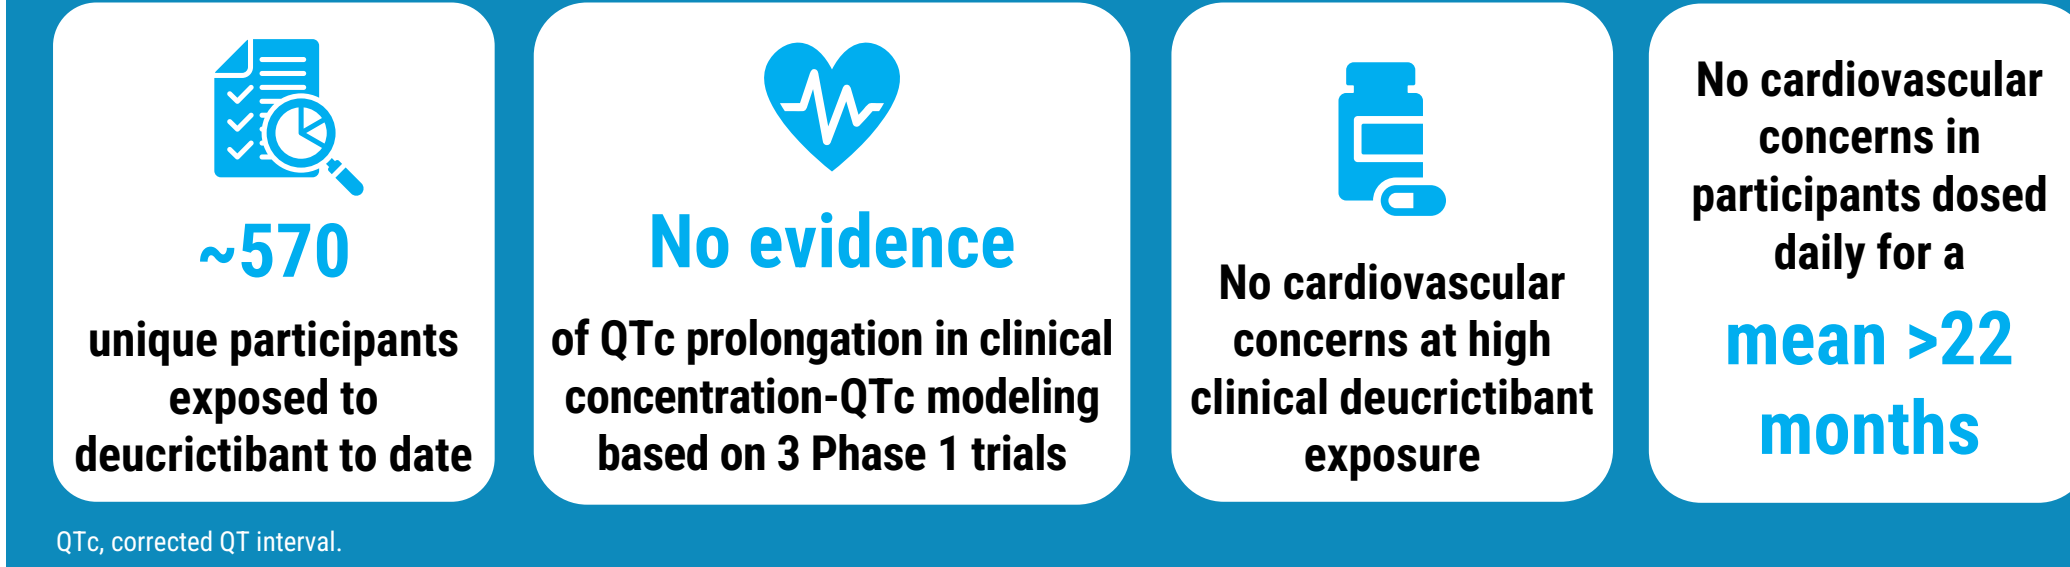 ~570
unique participants
exposed to
deucrictibant to date
No evidence
of QTc prolongation in clinical
concentration-QTc modeling
based on 3 Phase 1 trials
No cardiovascular
concerns at high
clinical deucrictibant
exposure
No cardiovascular
concerns in
participants dosed
daily for a
mean >22
months
QTc, corrected QT interval.